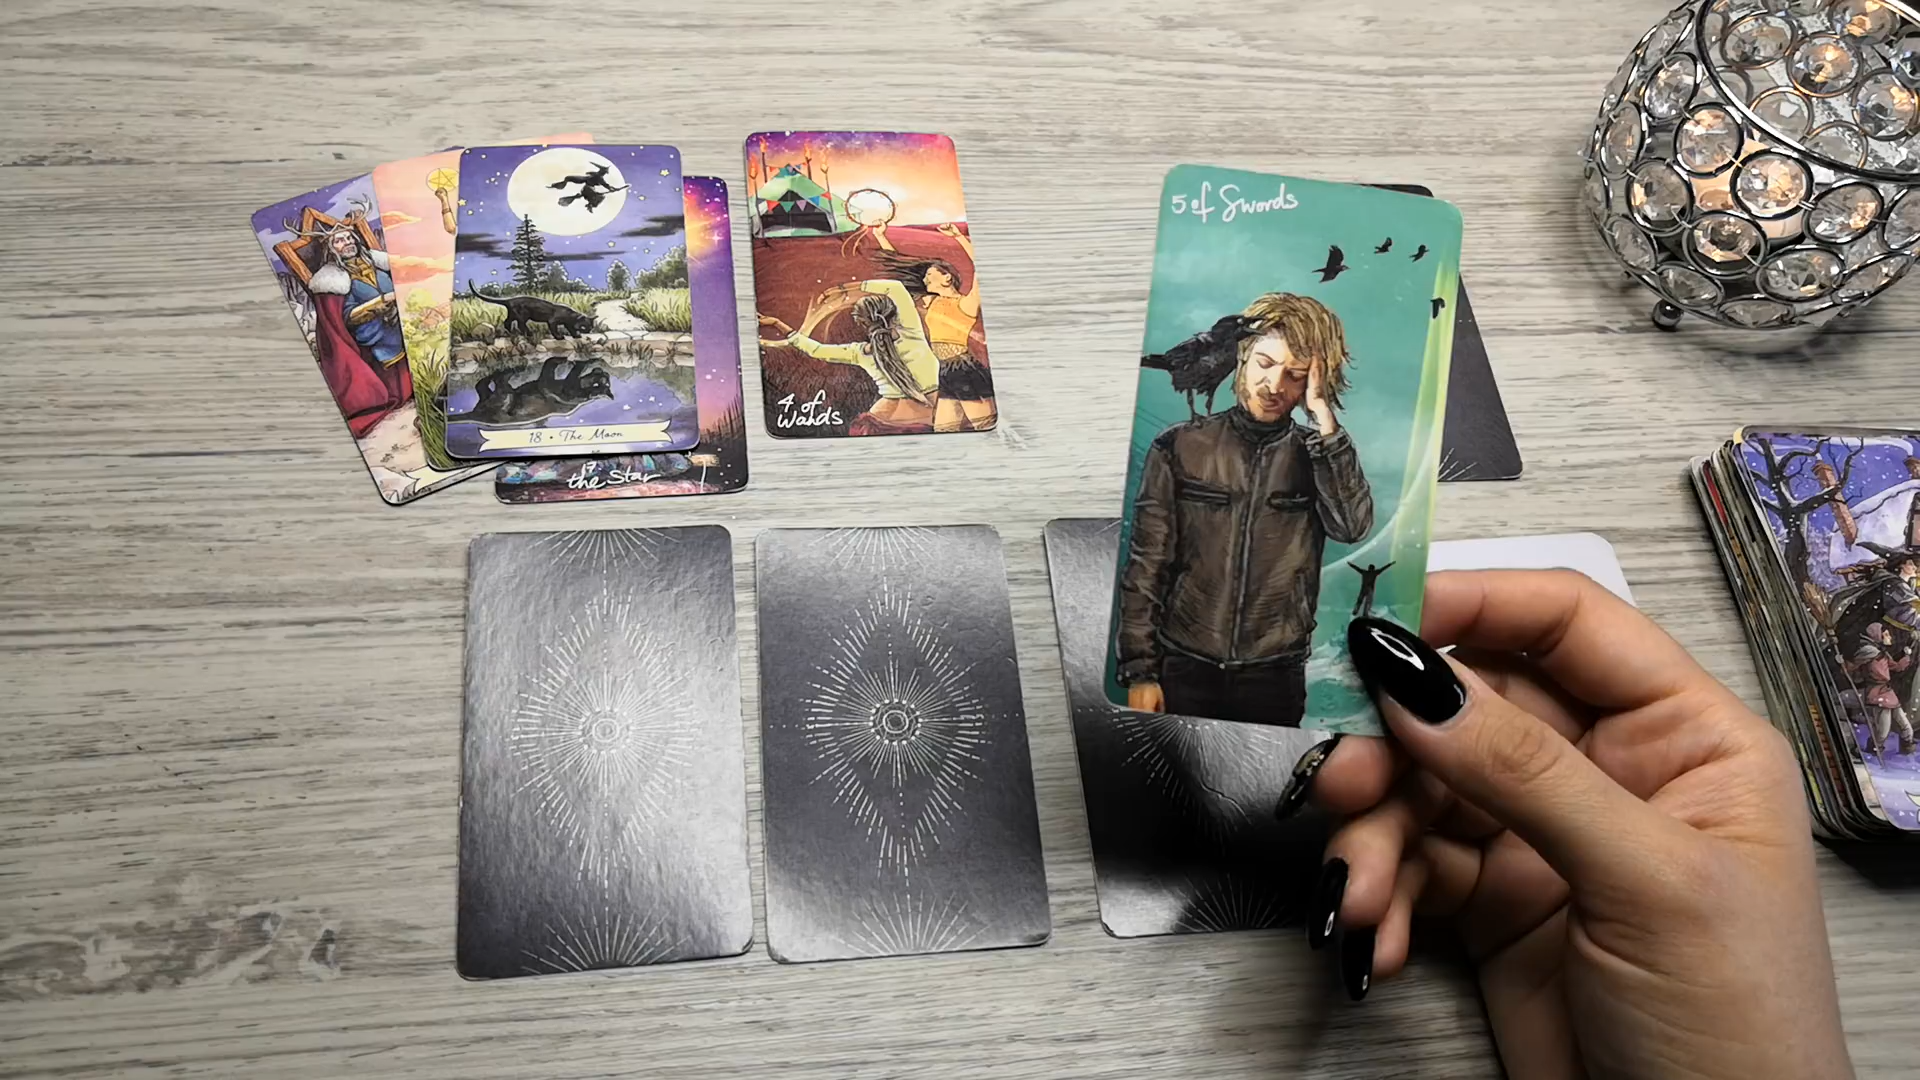 5 of Swords
4 of
Wands
18 • The Moon
17
the Star